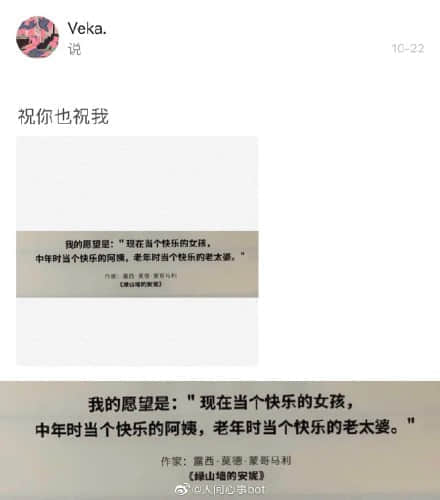 Veka.
说
10-22
祝你也祝我
我的愿望是："现在当个快乐的女孩，
中年时当个快乐的阿姨，老年时当个快乐的老太婆。"
作家：露西·莫德·蒙哥马利
《绿山墙的安妮》
我的愿望是："现在当个快乐的女孩，
中年时当个快乐的阿姨，老年时当个快乐的老太婆。"
作家：露西·莫德·蒙哥马利
《绿山墙的安妮》
@人间心事bot